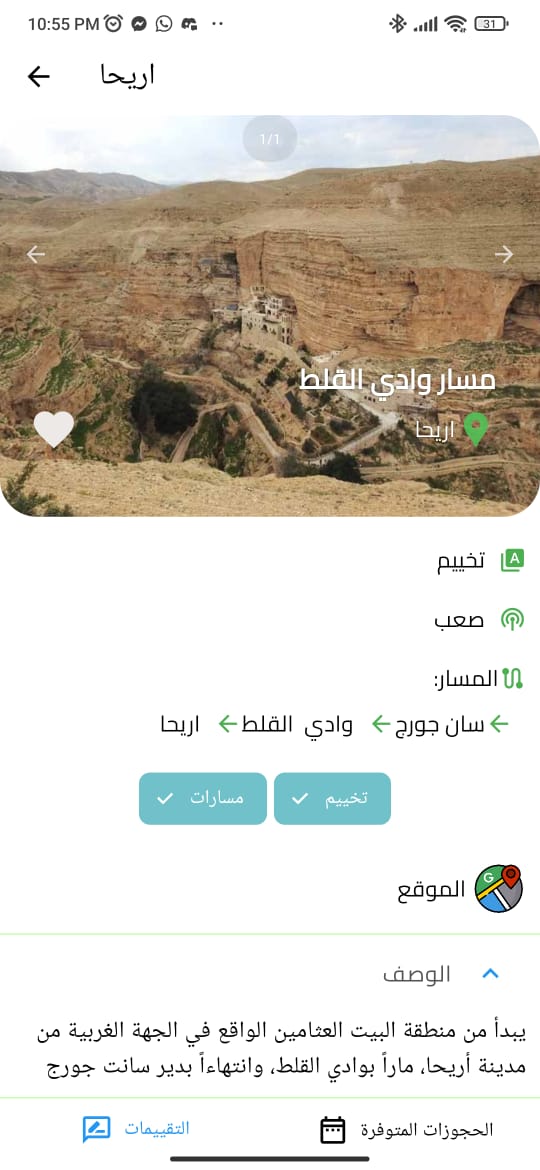 10:55 PM
31
اريحا
1/1
مسار وادي القلط
اريحا
A تخييم
صعب
المسار:
سان جورج وادي القلط اريحا
تخييم مسارات
G الموقع
الوصف
يبدأ من منطقة البيت العثامين الواقع في الجهة الغربية من
مدينة أريحا، ماراً بوادي القلط، وانتهاءاً بدير سانت جورج
الحجوزات المتوفرة التقييمات